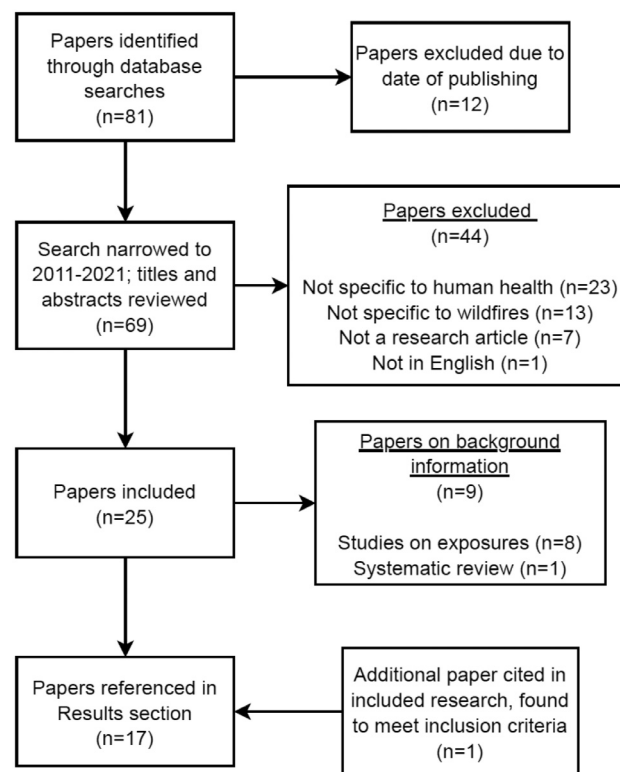 Papers identified
through database
searches
(n=81)
Papers excluded due to
date of publishing
(n=12)
Search narrowed to
2011-2021; titles and
abstracts reviewed
(n=69)
Papers excluded
(n=44)
Not specific to human health (n=23)
Not specific to wildfires (n=13)
Not a research article (n=7)
Not in English (n=1)
Papers included
(n=25)
Papers on background
information
(n=9)
Studies on exposures (n=8)
Systematic review (n=1)
Papers referenced in
Results section
(n=17)
Additional paper cited in
included research, found
to meet inclusion criteria
(n=1)